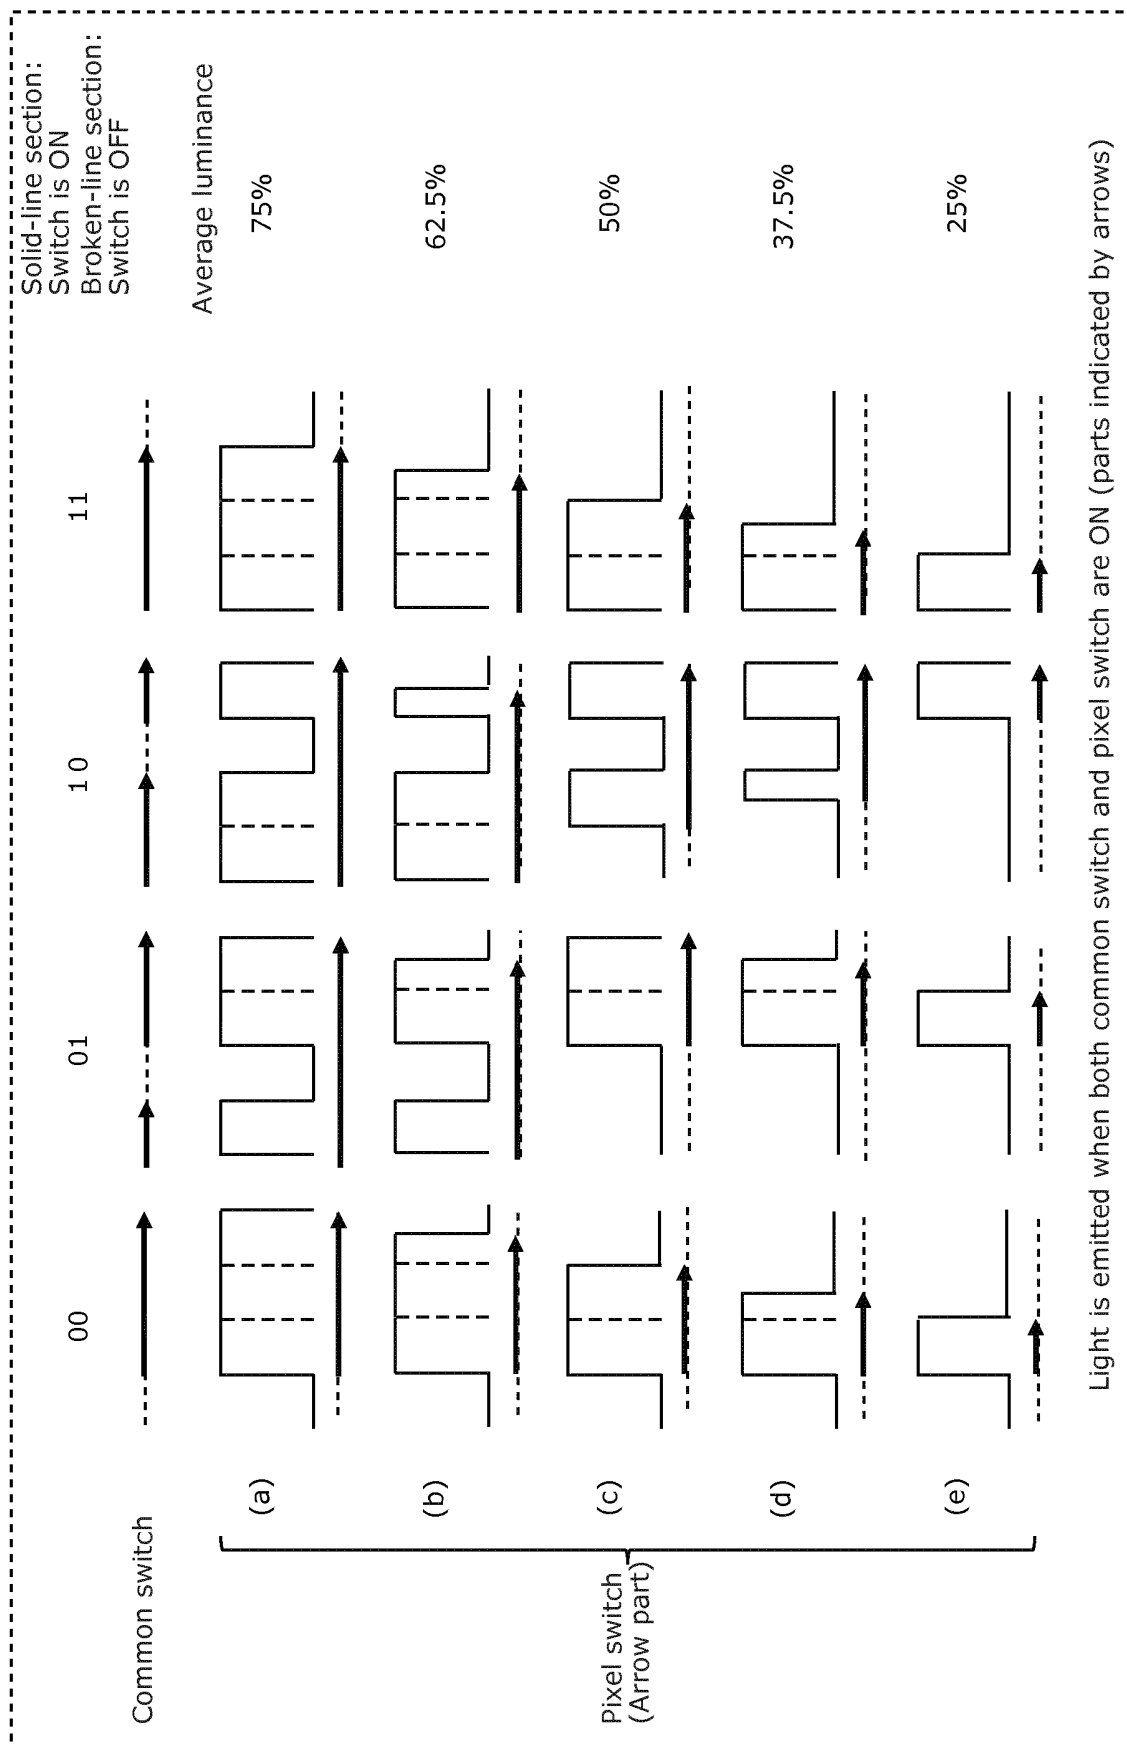 Solid-line section:
Switch is ON
Broken-line section:
Switch is OFF
00
01
10
11
Common switch
Average luminance
(a)
75%
(b)
62.5%
Pixel switch
(Arrow part)
(c)
50%
(d)
37.5%
(e)
25%
Light is emitted when both common switch and pixel switch are ON (parts indicated by arrows)